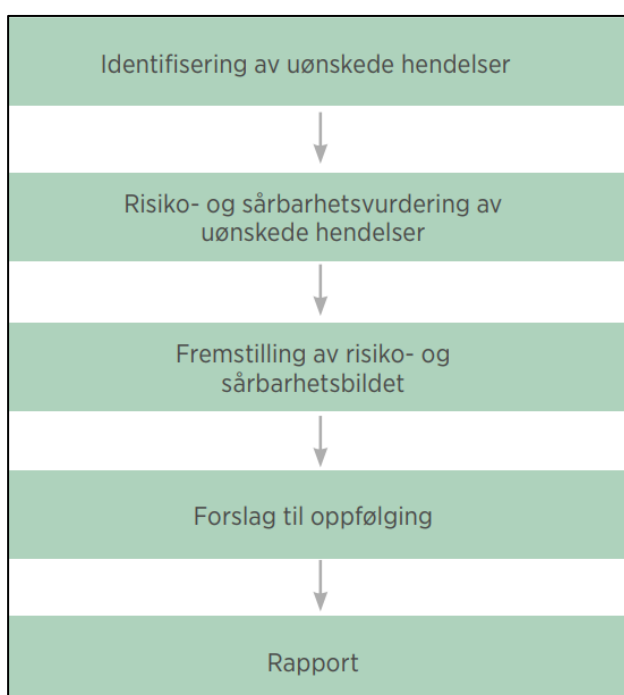 Identifisering av uønskede hendelser
Risiko- og sårbarhetsvurdering av
uønskede hendelser
Fremstilling av risiko- og
sårbarhetsbildet
Forslag til oppfølging
Rapport